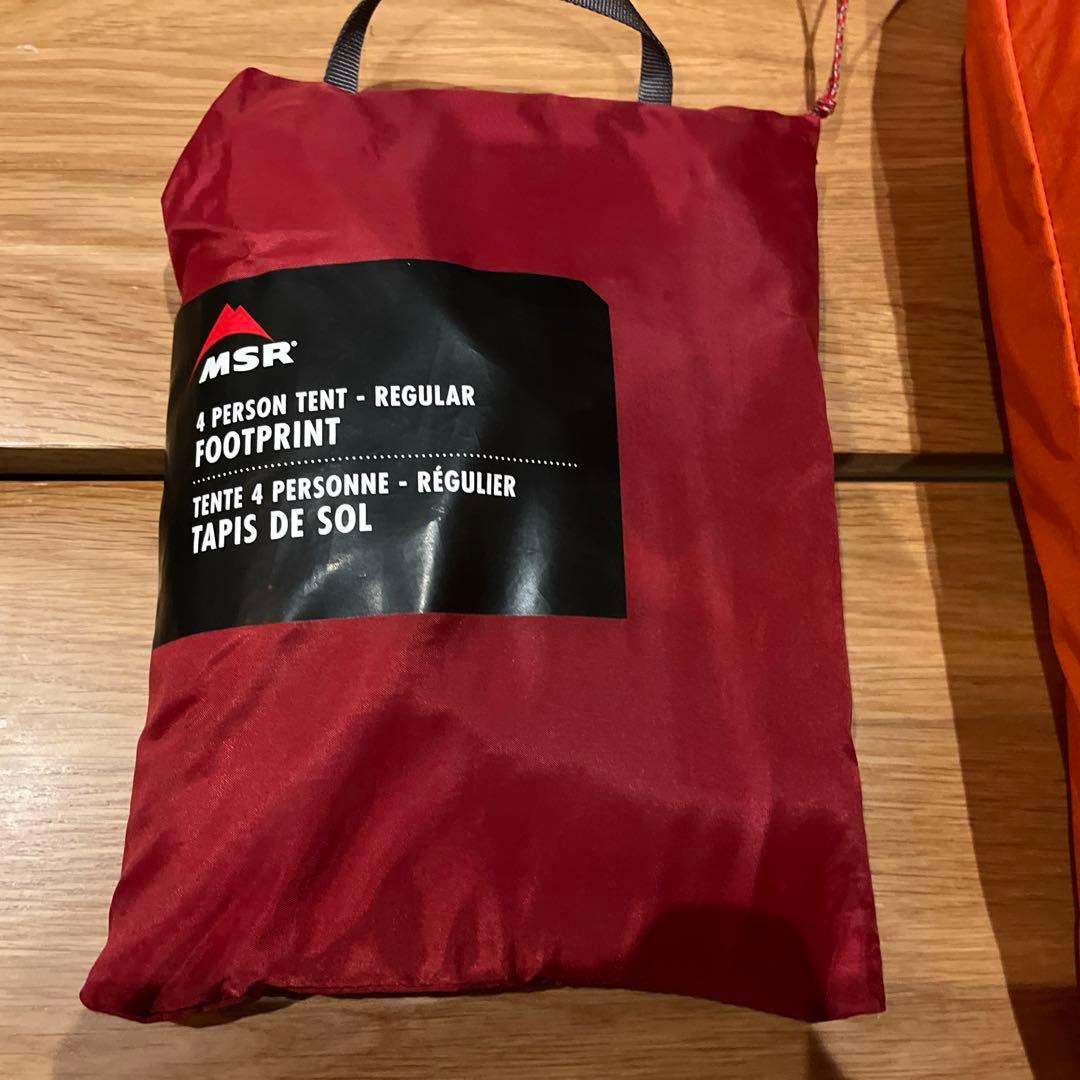 MSR
4 PERSON TENT - REGULAR
FOOTPRINT
TENTE 4 PERSONNE - RÉGULIER
TAPIS DE SOL